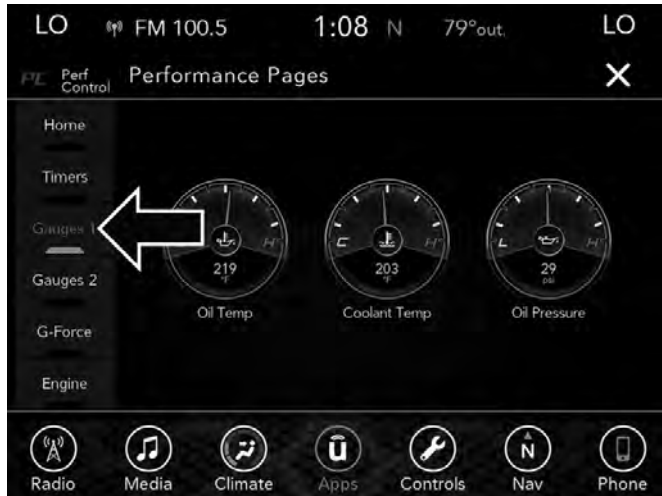 LO FM 100.5 1:08 N 79°out. LO
PC Perf Control Performance Pages X
Home
Timers
Gauges 1
Gauges 2
G-Force
Engine
C H L
219 °F
203 °F
29 psi
Oil Temp
Coolant Temp
Oil Pressure
Radio Media Climate Apps Controls Nav Phone
û N